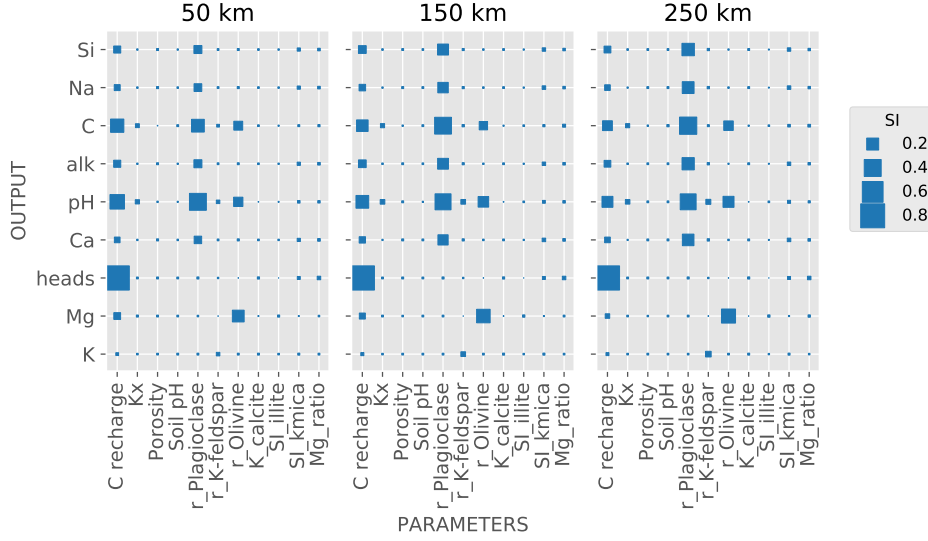 50 km
150 km
250 km
OUTPUT
Si
Na
C
alk
pH
Ca
heads
Mg
K
SI
0.2
0.4
0.6
0.8
C recharge
Kx
Porosity
Soil pH
r_Plagioclase
r_K-feldspar
r_Olivine
K_calcite
SI_illite
SI_kmica
Mg_ratio
C recharge
Kx
Porosity
Soil pH
r_Plagioclase
r_K-feldspar
r_Olivine
K_calcite
SI_illite
SI_kmica
Mg_ratio
C recharge
Kx
Porosity
Soil pH
r_Plagioclase
r_K-feldspar
r_Olivine
K_calcite
SI_illite
SI_kmica
Mg_ratio
PARAMETERS